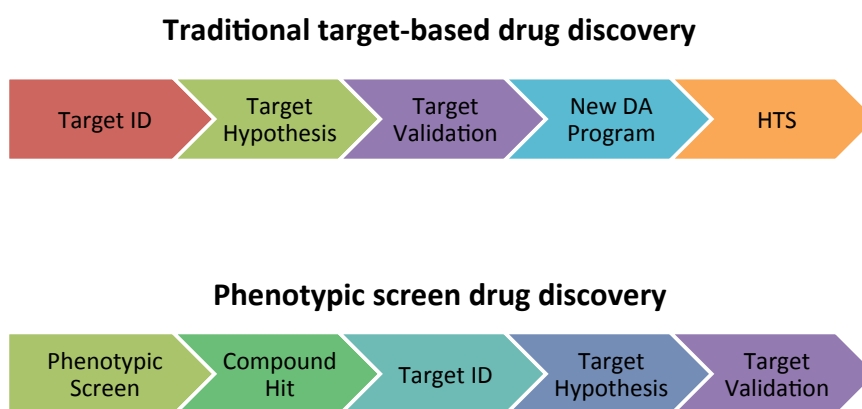 Traditional target-based drug discovery
Target ID
Target
Hypothesis
Target
Validation
New DA
Program
HTS
Phenotypic screen drug discovery
Phenotypic
Screen
Compound
Hit
Target ID
Target
Hypothesis
Target
Validation